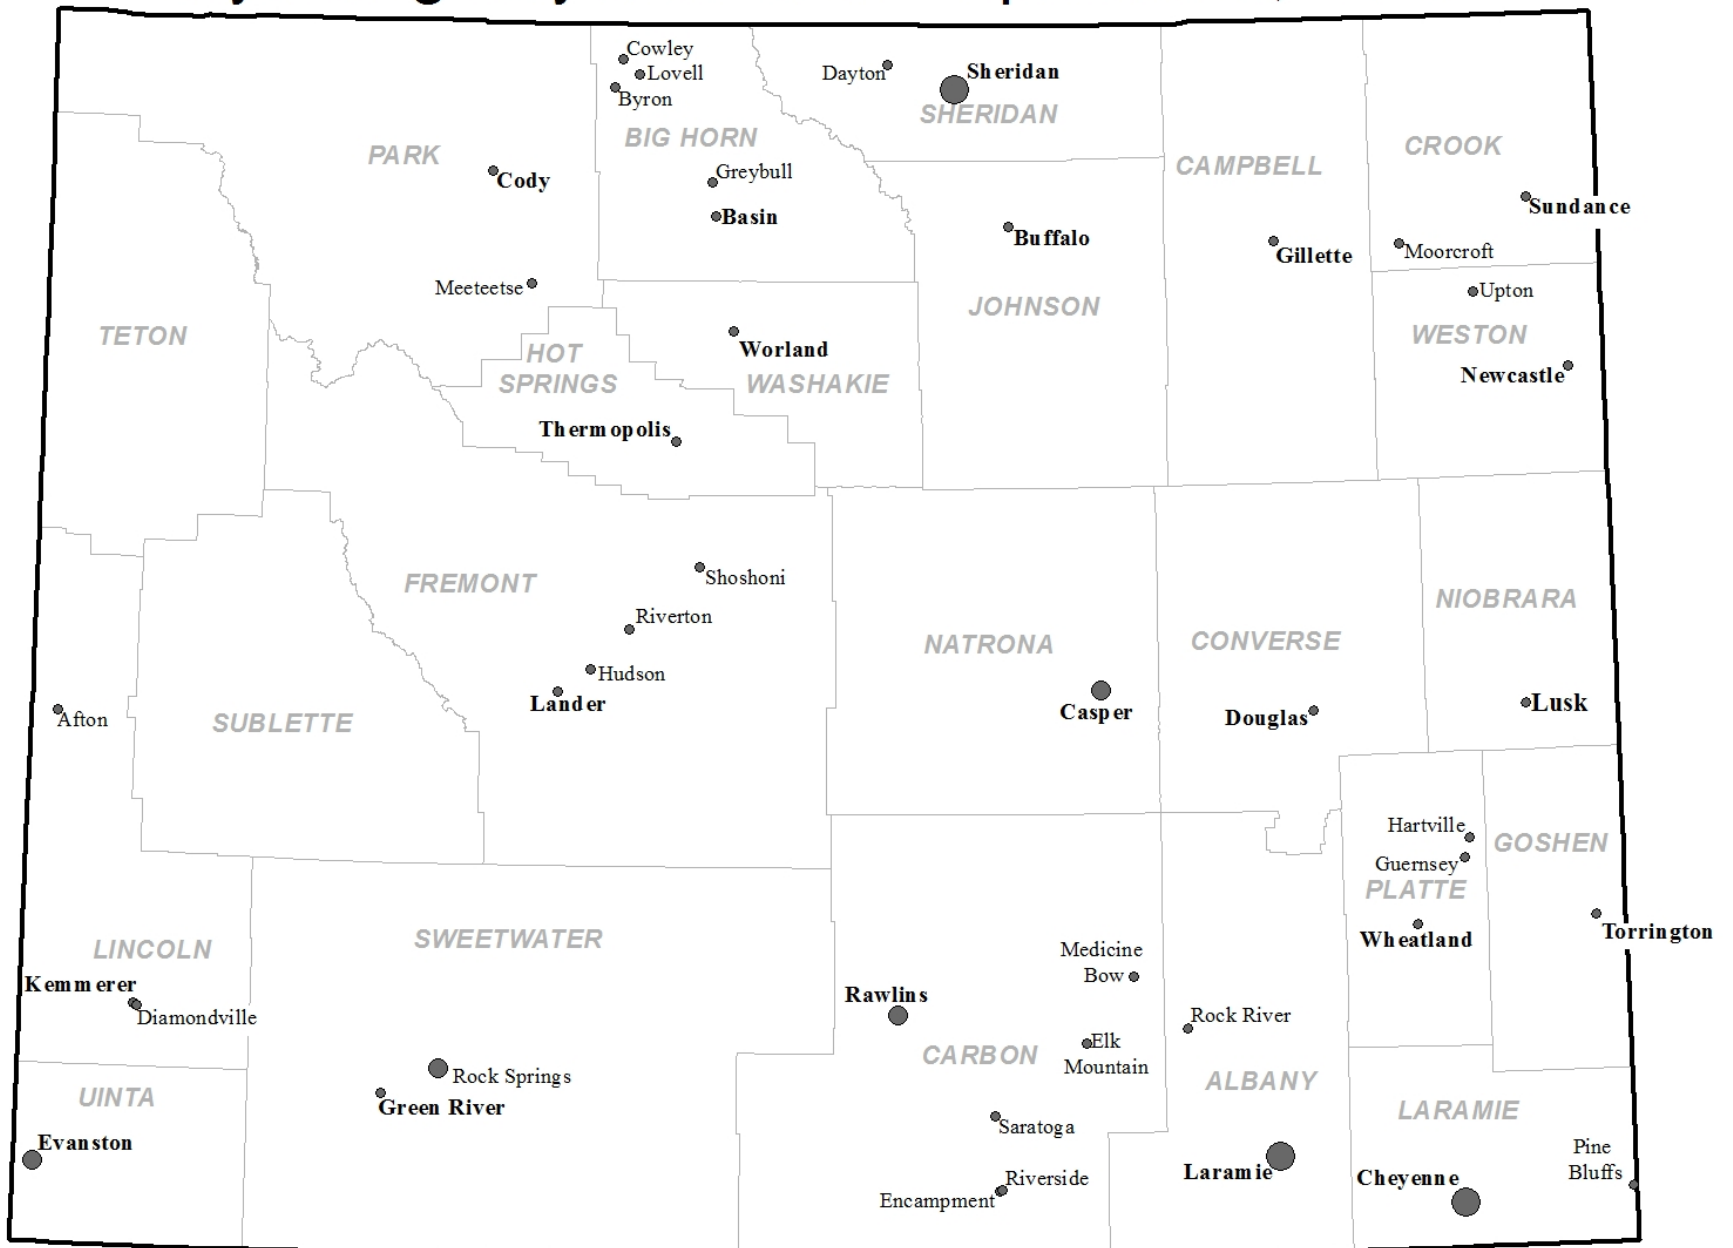 Cowley
Lovell
Byron
Dayton
Sheridan
SHERIDAN
BIG HORN
PARK
CROOK
CAMPBELL
Cody
Greybull
Basin
Sundance
Buffalo
Gillette
Moorcroft
Meeteetse
Upton
JOHNSON
TETON
WESTON
HOT
SPRINGS
Worland
WASHAKIE
Newcastle
Thermopolis
FREMONT
Shoshoni
Riverton
NIOBRARA
NATRONA
CONVERSE
Hudson
Lander
Casper
Douglas
Lusk
Afton
SUBLETTE
Hartville
Guernsey
GOSHEN
PLATTE
Wheatland
Torrington
LINCOLN
SWEETWATER
Medicine
Bow
Kemmerer
Diamondville
Rawlins
Rock River
Elk
Mountain
CARBON
ALBANY
Rock Springs
Green River
UINTA
LARAMIE
Saratoga
Evanston
Pine
Bluffs
Laramie
Cheyenne
Riverside
Encampment